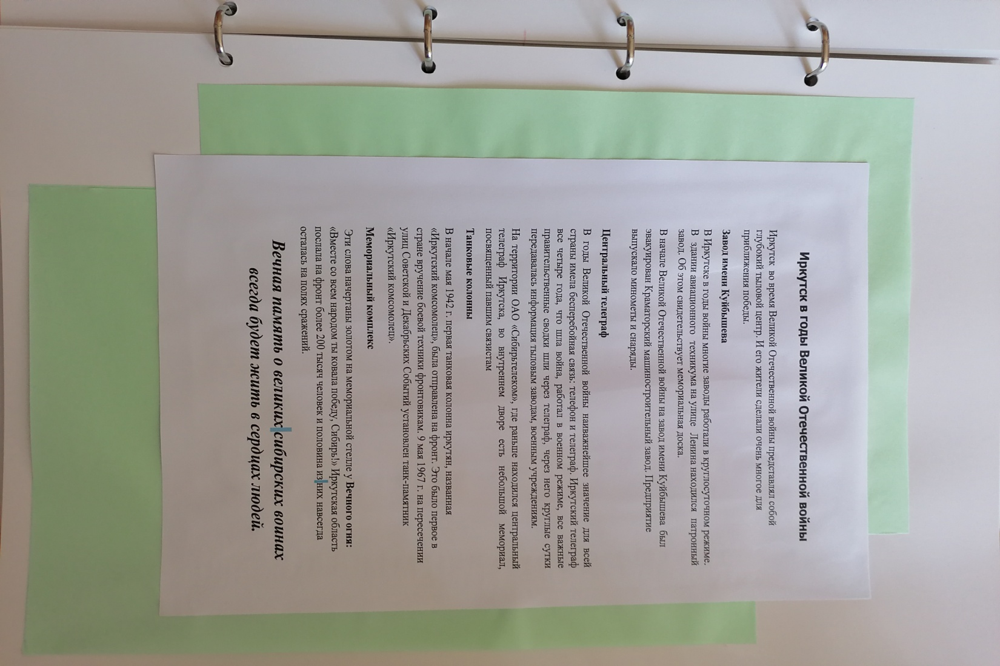 Иркутск в годы Великой Отечественной войны
Иркутск во время Великой Отечественной войны представлял собой
глубокий тыловой центр. И его жители сделали очень многое для
приближения победы.
Завод имени Куйбышева
В Иркутске в годы войны многие заводы работали в круглосуточном режиме.
В здании авиационного техникума на улице Ленина находился патронный
завод. Об этом свидетельствует мемориальная доска.
В начале Великой Отечественной войны на завод имени Куйбышева был
эвакуирован Краматорский машиностроительный завод. Предприятие
выпускало минометы и снаряды.
Центральный телеграф
В годы Великой Отечественной войны наиважнейшее значение для всей
страны имела бесперебойная связь: телефон и телеграф. Иркутский телеграф
все четыре года, что шла война, работал в военном режиме, все важные
правительственные сводки шли через телеграф, через него круглые сутки
передавалась информация тыловым заводам, военным учреждениям.
На территории ОАО «Сибирьтелеком», где раньше находился центральный
телеграф Иркутска, во внутреннем дворе есть небольшой мемориал,
посвященный павшим связистам
Танковые колонны
В начале мая 1942 г. первая танковая колонна иркутян, названная
«Иркутский комсомолец», была отправлена на фронт. Это было первое в
стране вручение боевой техники фронтовикам. 9 мая 1967 г. на пересечении
улиц Советской и Декабрьских Событий установлен танк-памятник
«Иркутский комсомолец».
Мемориальный комплекс
Эти слова начертаны золотом на мемориальной стелле у Вечного огня:
«Вместе со всем народом ты ковала победу, Сибирь!» Иркутская область
послала на фронт более 200 тысяч человек и половина из них навсегда
осталась на полях сражений.
Вечная память о великих сибирских воинах
всегда будет жить в сердцах людей.